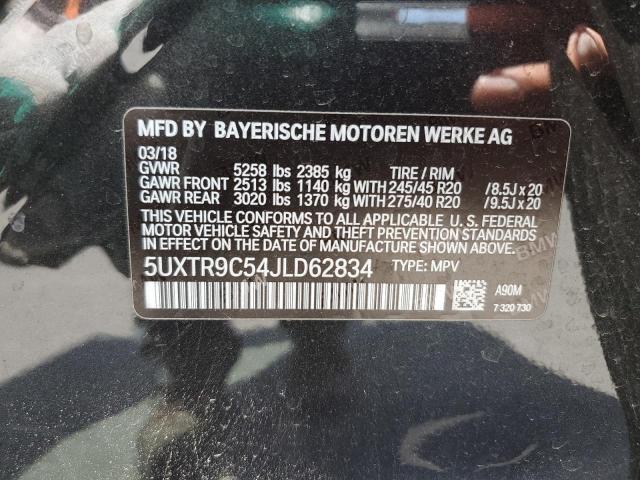 MFD BY BAYERISCHE MOTOREN WERKE AG
03/18
GVWR 5258 lbs 2385 kg TIRE / RIM
GAWR FRONT 2513 lbs 1140 kg WITH 245/45 R20 /8.5J x 20
GAWR REAR 3020 lbs 1370 kg WITH 275/40 R20 /9.5J x 20
THIS VEHICLE CONFORMS TO ALL APPLICABLE U. S. FEDERAL
MOTOR VEHICLE SAFETY AND THEFT PREVENTION STANDARDS
IN EFFECT ON THE DATE OF MANUFACTURE SHOWN ABOVE.
5UXTR9C54JLD62834 TYPE: MPV
A90M
7 320 730